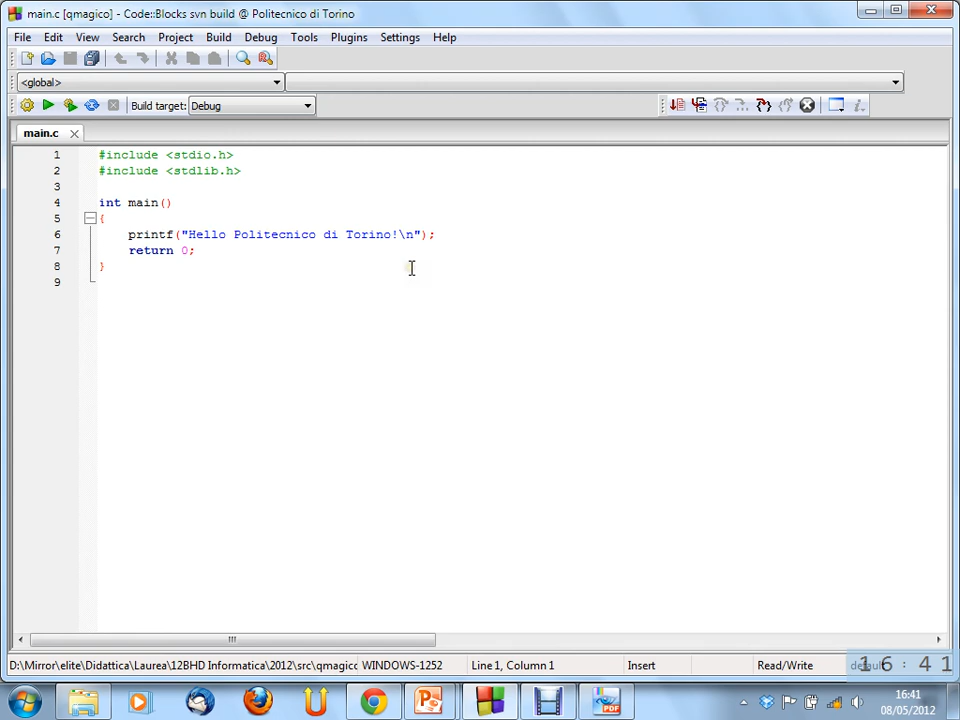 main.c [qmagico] - Code::Blocks svn build @ Politecnico di Torino
File Edit View Search Project Build Debug Tools Plugins Settings Help
<global>
Build target: Debug
main.c
1 #include <stdio.h>
2 #include <stdlib.h>
3
4 int main()
5 {
6 printf("Hello Politecnico di Torino!\n");
7 return 0;
8 }
9
D:\Mirror\elite\Didattica\Laurea\12BHD Informatica\2012\src\qmagico WINDOWS-1252 Line 1, Column 1 Insert Read/Write default
16:41
16:41
08/05/2012